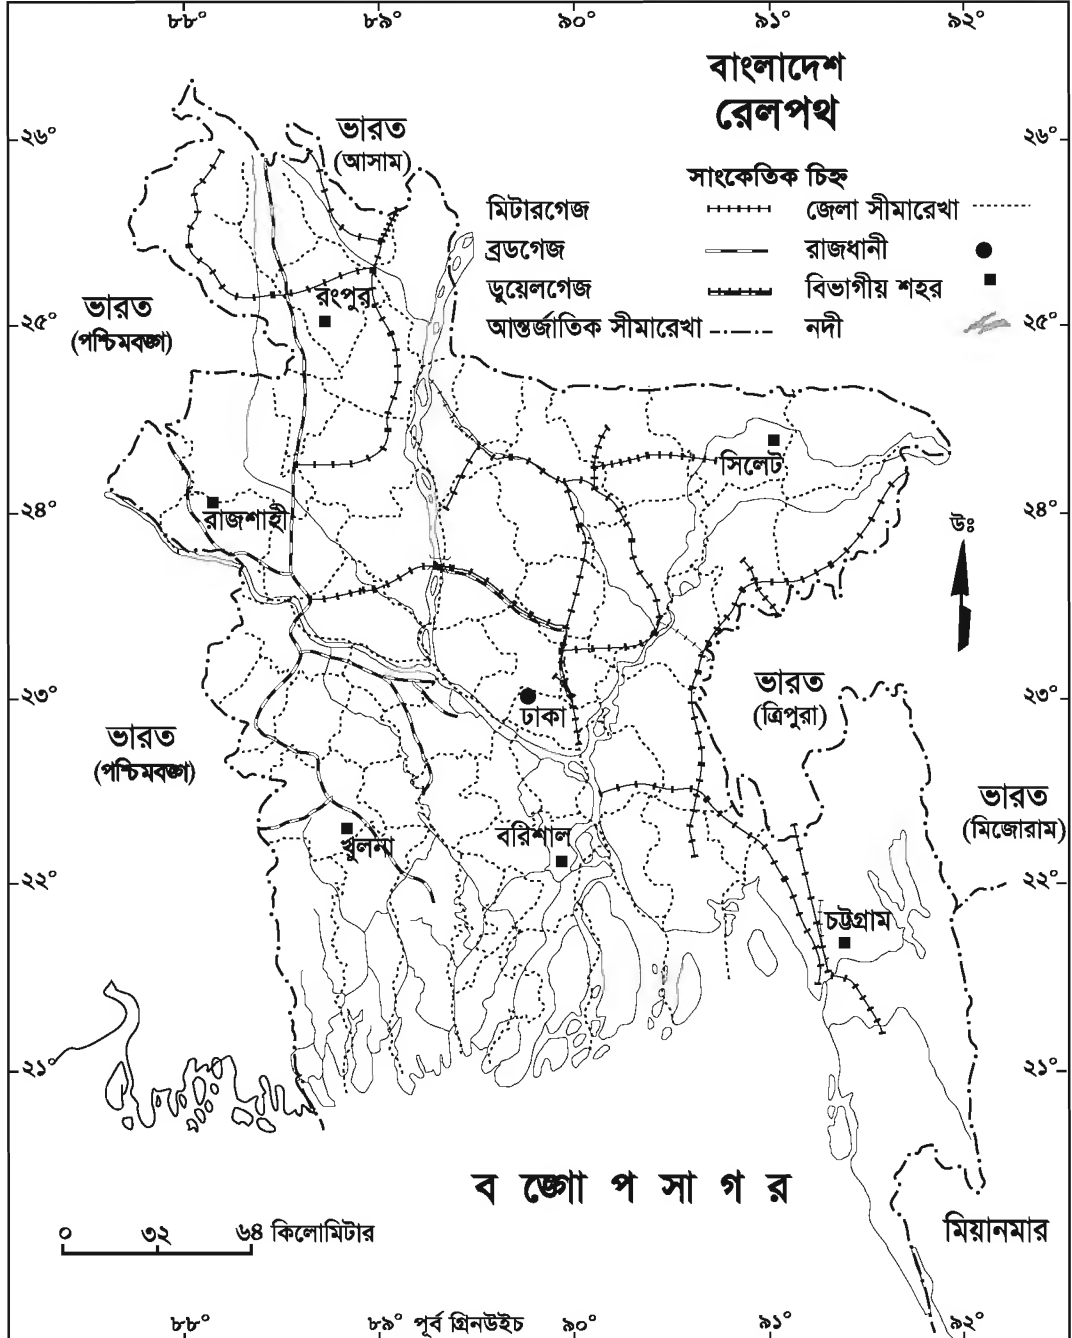 ৮৮° ৮৯° ৯০° ৯১° ৯২°
বাংলাদেশ
রেলপথ
২৬° ২৬°
ভারত
(আসাম)
সাংকেতিক চিহ্ন
মিটারগেজ জেলা সীমারেখা
ব্রডগেজ রাজধানী
ডুয়েলগেজ বিভাগীয় শহর
আন্তর্জাতিক সীমারেখা নদী
ভারত
(পশ্চিমবঙ্গ)
রংপুর
২৫° ২৫°
সিলেট
রাজশাহী
২৪° ২৪°
উঃ
২৩° ২৩°
ভারত
(ত্রিপুরা)
ঢাকা
ভারত
(পশ্চিমবঙ্গ)
ভারত
(মিজোরাম)
খুলনা
বরিশাল
২২° ২২°
চট্টগ্রাম
২১° ২১°
ব ঙ্গো প সা গ র
মিয়ানমার
০ ৩২ ৬৪ কিলোমিটার
৮৮° ৮৯° পূর্ব গ্রিনউইচ ৯০° ৯১° ৯২°